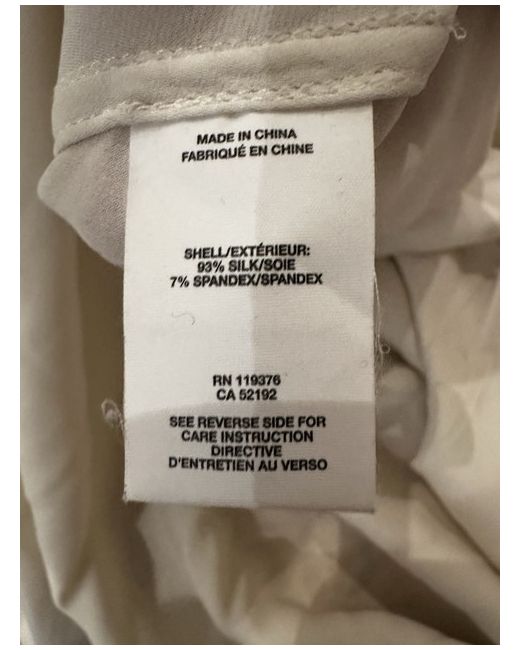 MADE IN CHINA
FABRIQUÉ EN CHINE
SHELL/EXTÉRIEUR:
93% SILK/SOIE
7% SPANDEX/SPANDEX
RN 119376
CA 52192
SEE REVERSE SIDE FOR
CARE INSTRUCTION
DIRECTIVE
D'ENTRETIEN AU VERSO